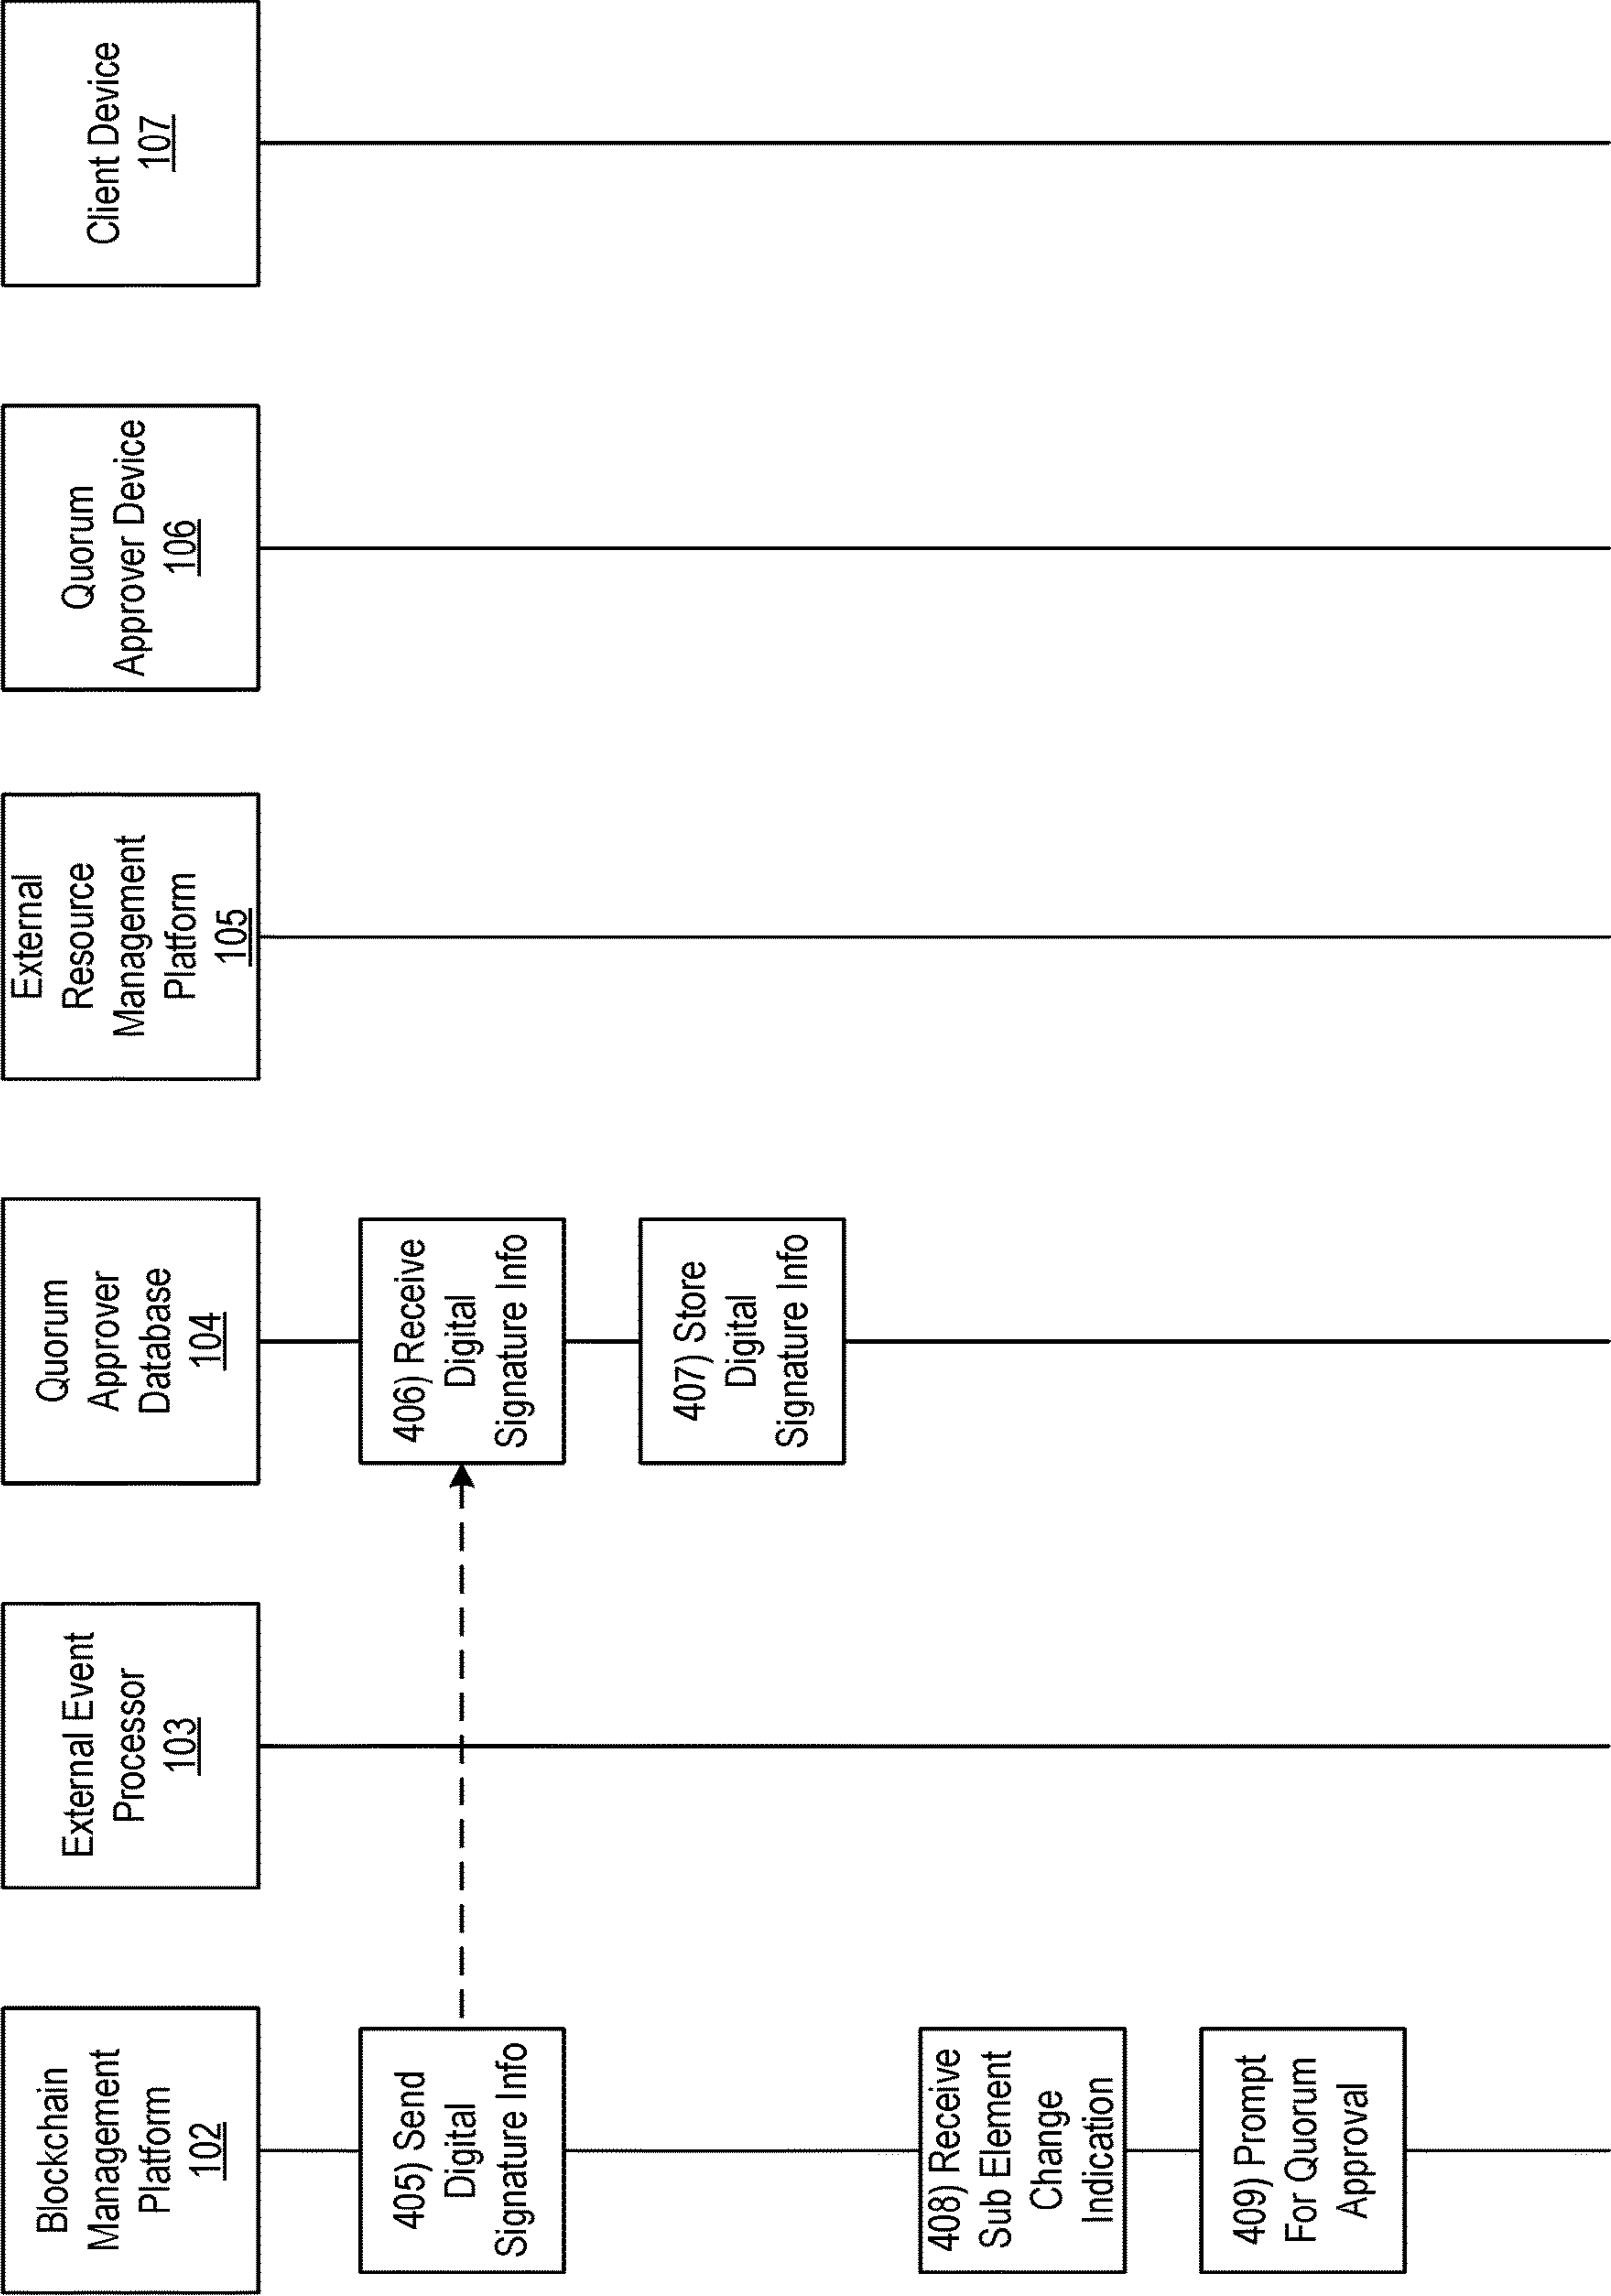 Blockchain
Management
Platform
102
External Event
Processor
103
Quorum
Approver
Database
104
External
Resource
Management
Platform
105
Quorum
Approver Device
106
Client Device
107
405) Send
Digital
Signature Info
406) Receive
Digital
Signature Info
407) Store
Digital
Signature Info
408) Receive
Sub Element
Change
Indication
409) Prompt
For Quorum
Approval